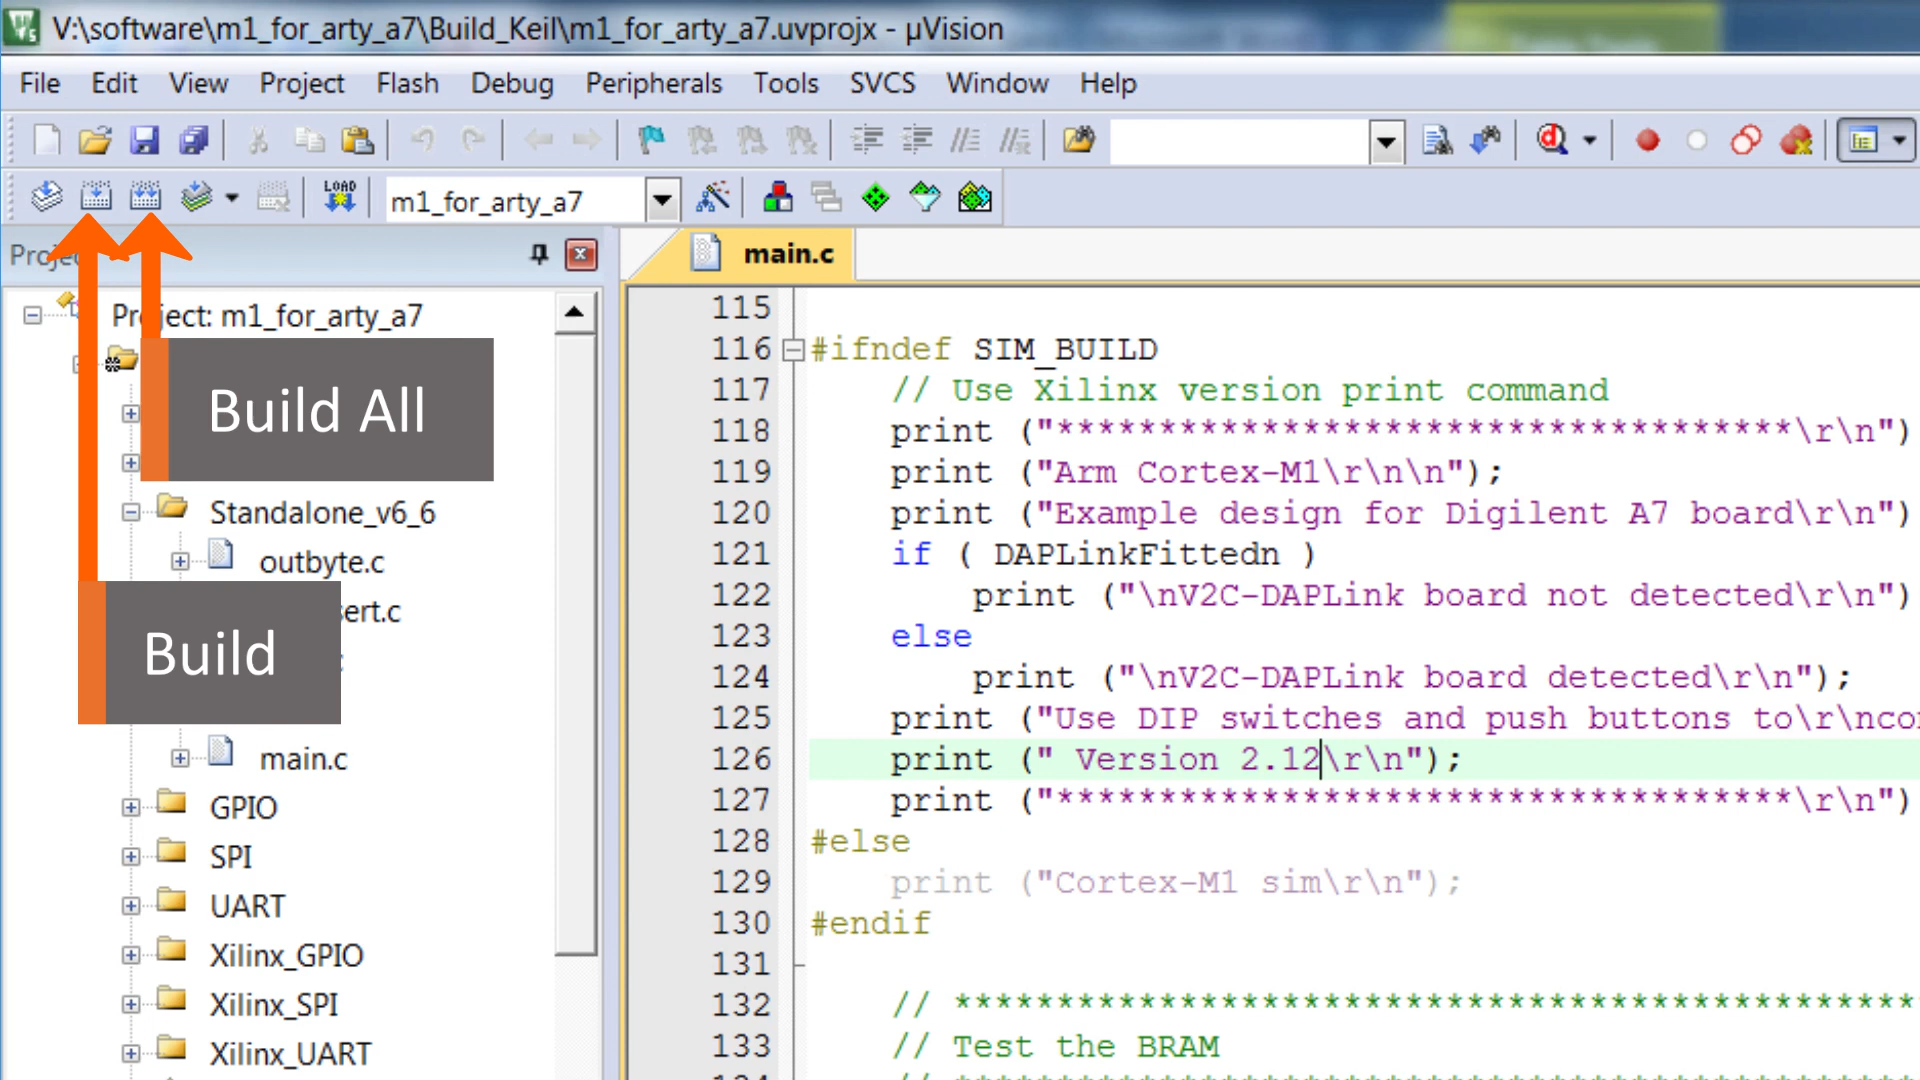 V:\software\m1_for_arty_a7\Build_Keil\m1_for_arty_a7.uvprojx - µVision
File Edit View Project Flash Debug Peripherals Tools SVCS Window Help
LOAD
m1_for_arty_a7
main.c
Project: m1_for_arty_a7
Build All
Standalone_v6_6
outbyte.c
sert.c
Build
main.c
GPIO
SPI
UART
Xilinx_GPIO
Xilinx_SPI
Xilinx_UART
115
116 #ifndef SIM_BUILD
117 // Use Xilinx version print command
118 print ("************************************\r\n")
119 print ("Arm Cortex-M1\r\n\n");
120 print ("Example design for Digilent A7 board\r\n")
121 if ( DAPLinkFittedn )
122 print ("\nV2C-DAPLink board not detected\r\n")
123 else
124 print ("\nV2C-DAPLink board detected\r\n");
125 print ("Use DIP switches and push buttons to\r\ncon
126 print (" Version 2.12\r\n");
127 print ("************************************\r\n")
128 #else
129 print ("Cortex-M1 sim\r\n");
130 #endif
131
132 // ***********************************************
133 // Test the BRAM